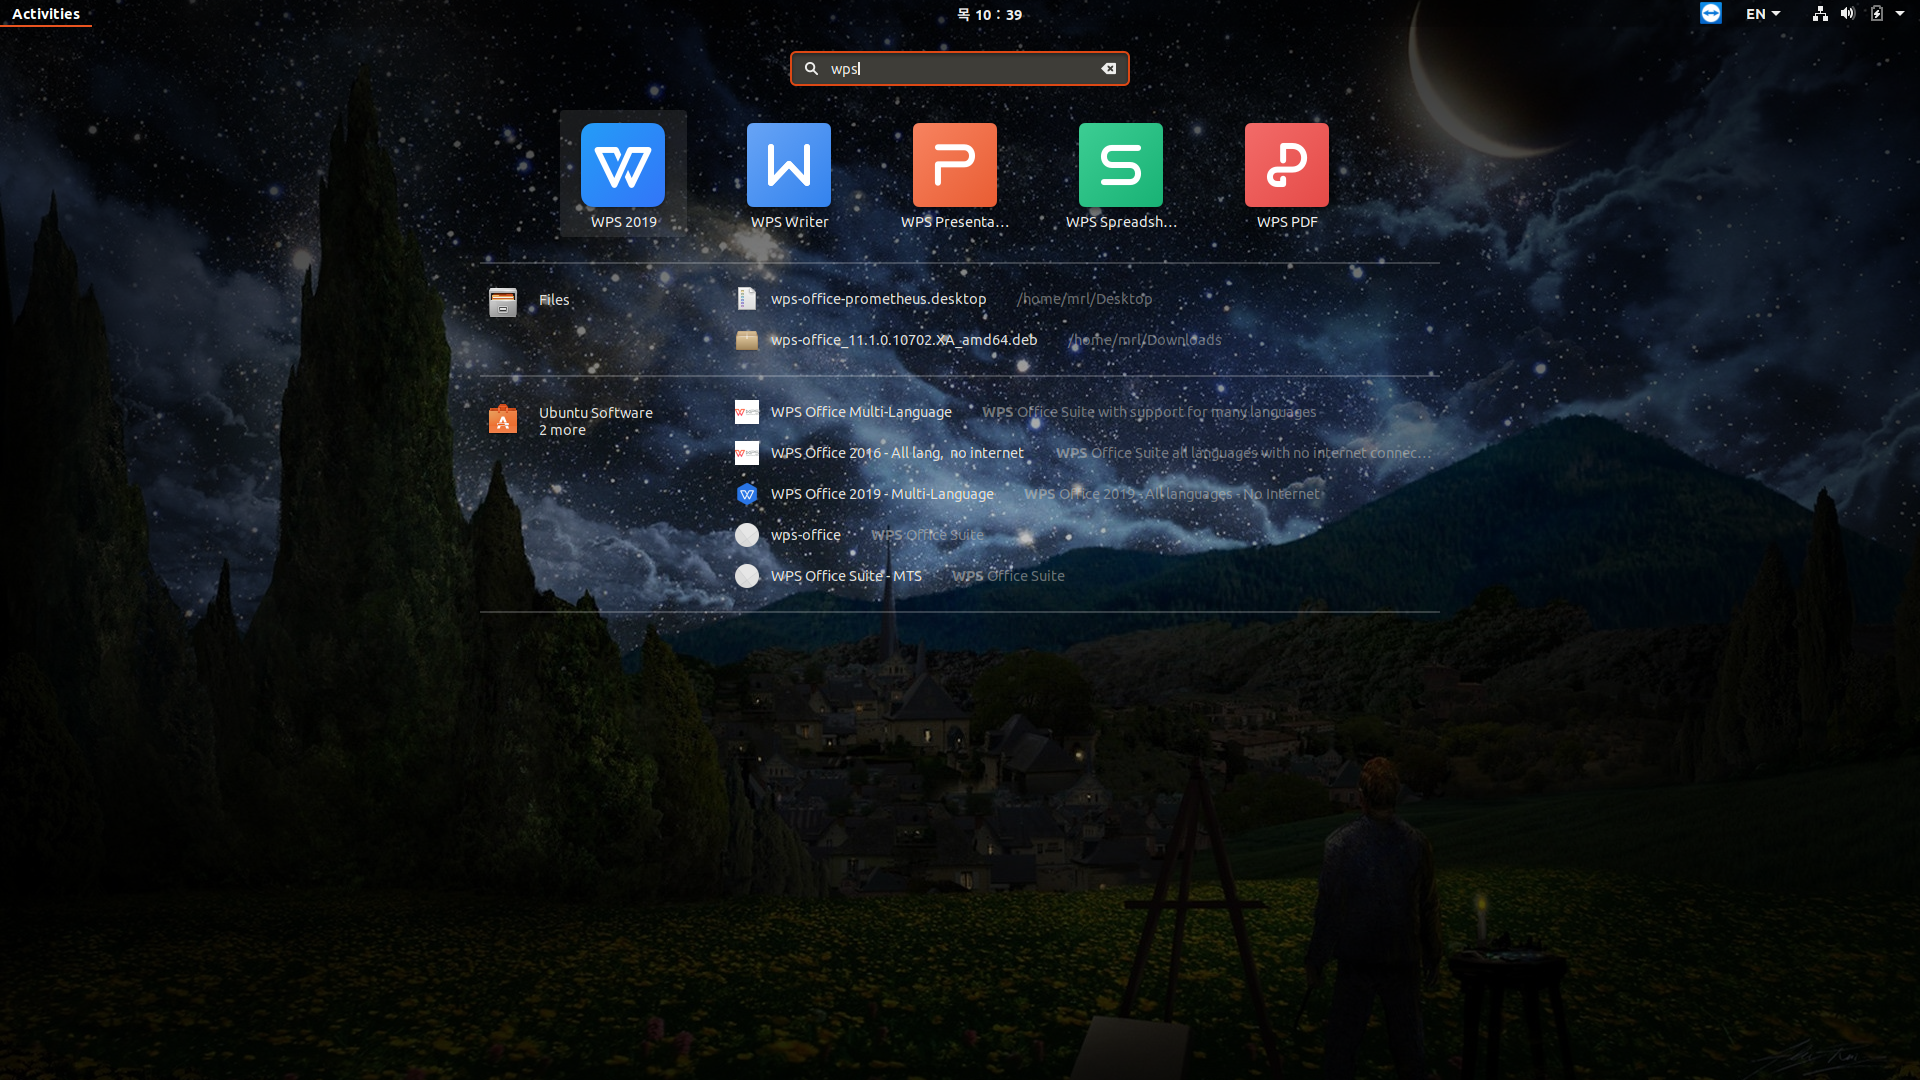 Activities
목 10 : 39
EN
wps
WPS 2019
WPS Writer
WPS Presenta...
WPS Spreadsh...
WPS PDF
Files
wps-office-prometheus.desktop /home/mrl/Desktop
wps-office_11.1.0.10702.XA_amd64.deb /home/mrl/Downloads
Ubuntu Software
2 more
WPS Office Multi-Language WPS Office Suite with support for many languages
WPS Office 2016 - All lang, no internet WPS Office Suite all languages with no internet connec...
WPS Office 2019 - Multi-Language WPS Office 2019 - All languages - No Internet
wps-office WPS Office Suite
WPS Office Suite - MTS WPS Office Suite